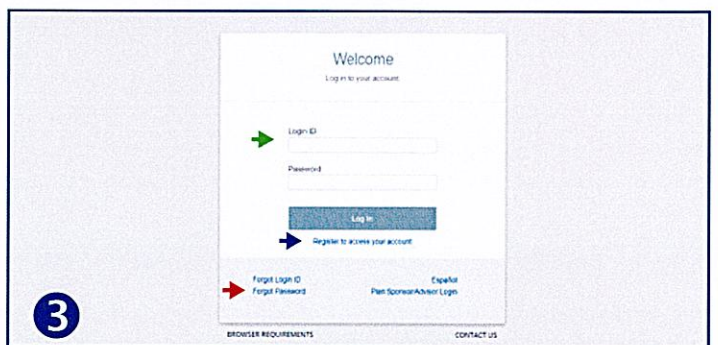 Welcome
Log in to your account.
Login ID
Password
Log In
Register to access your account
Forgot Login ID
Español
Forgot Password
Plan Sponsor/Advisor Login
3
BROWSER REQUIREMENTS
CONTACT US